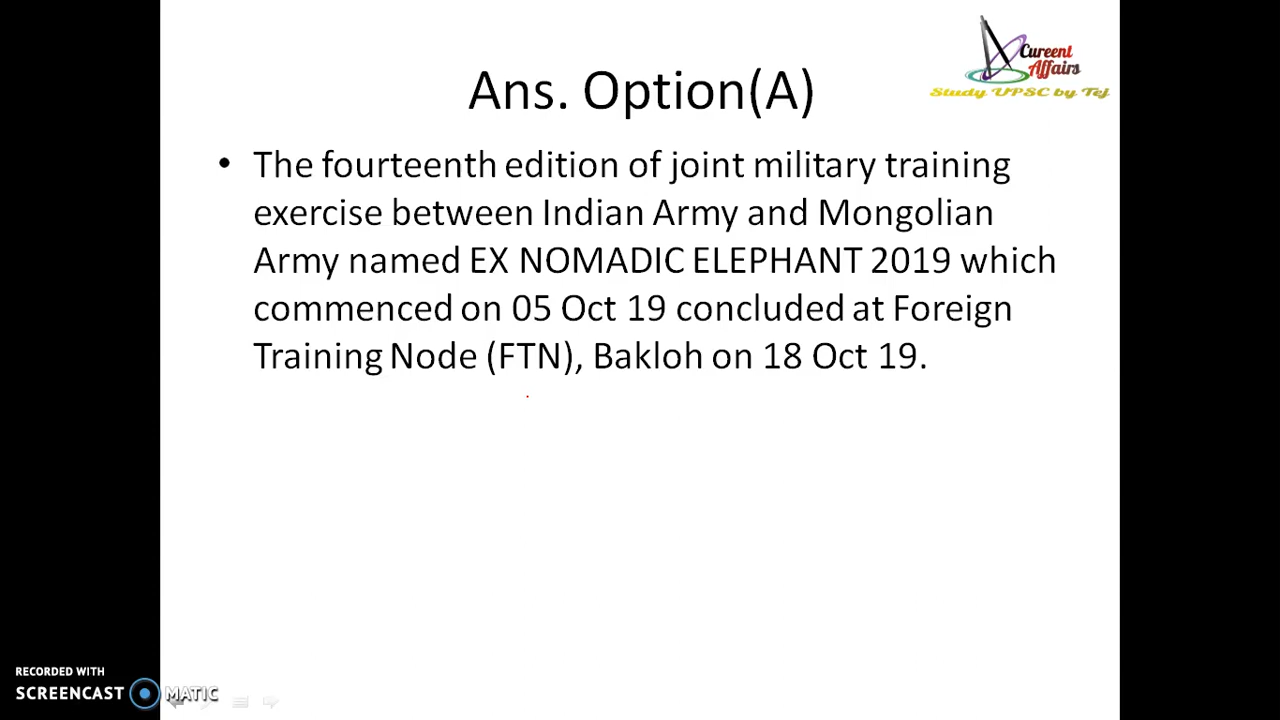 Cureent
Affairs
Study UPSC by Tej
Ans. Option(A)
• The fourteenth edition of joint military training
exercise between Indian Army and Mongolian
Army named EX NOMADIC ELEPHANT 2019 which
commenced on 05 Oct 19 concluded at Foreign
Training Node (FTN), Bakloh on 18 Oct 19.
RECORDED WITH
SCREENCAST MATIC